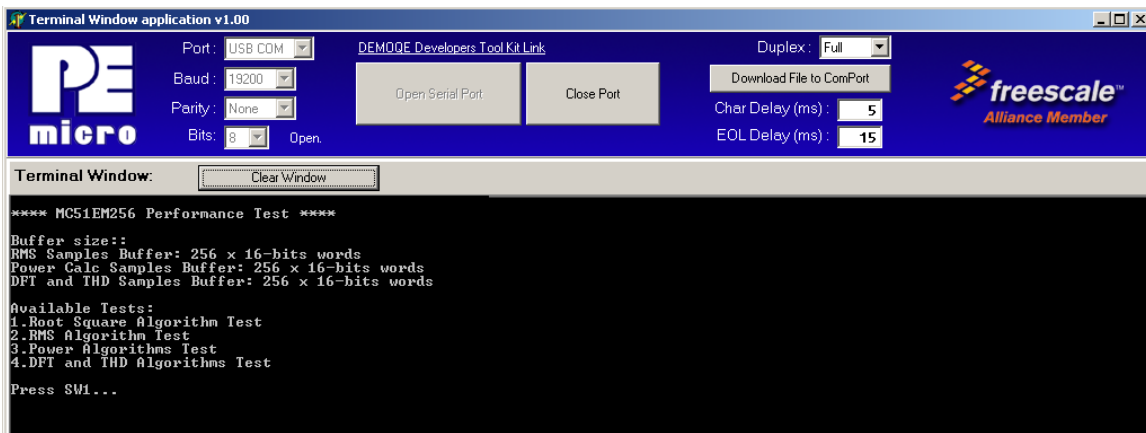 Terminal Window application v1.00
PE
micro
Port: USB COM
Baud: 19200
Parity: None
Bits: 8 Open.
DEMOQE Developers Tool Kit Link
Open Serial Port
Close Port
Duplex: Full
Download File to ComPort
Char Delay (ms): 5
EOL Delay (ms): 15
freescale™
Alliance Member
Terminal Window:
Clear Window
**** MC51EM256 Performance Test ****
Buffer size::
RMS Samples Buffer: 256 x 16-bits words
Power Calc Samples Buffer: 256 x 16-bits words
DFT and THD Samples Buffer: 256 x 16-bits words
Available Tests:
1.Root Square Algorithm Test
2.RMS Algorithm Test
3.Power Algorithms Test
4.DFT and THD Algorithms Test
Press SW1...